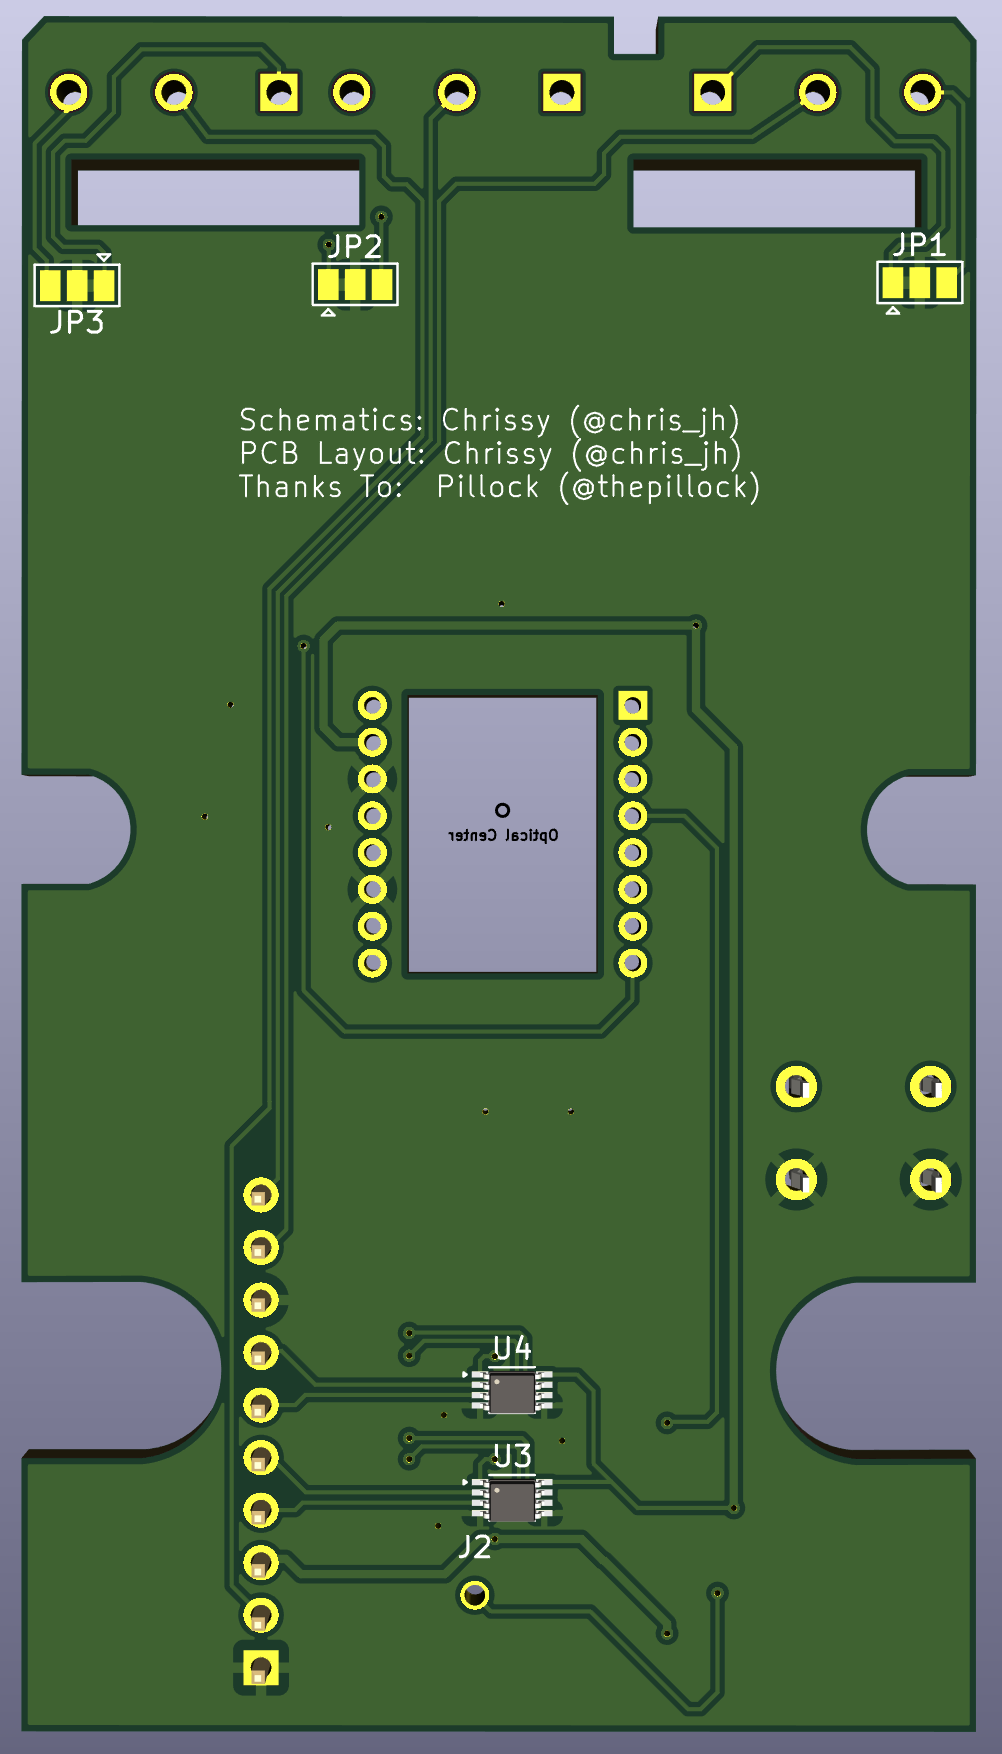 JP2
JP1
JP3
Schematics: Chrissy (@chris_jh)
PCB Layout: Chrissy (@chris_jh)
Thanks To: Pillock (@thepillock)
Optical Center
U4
U3
J2